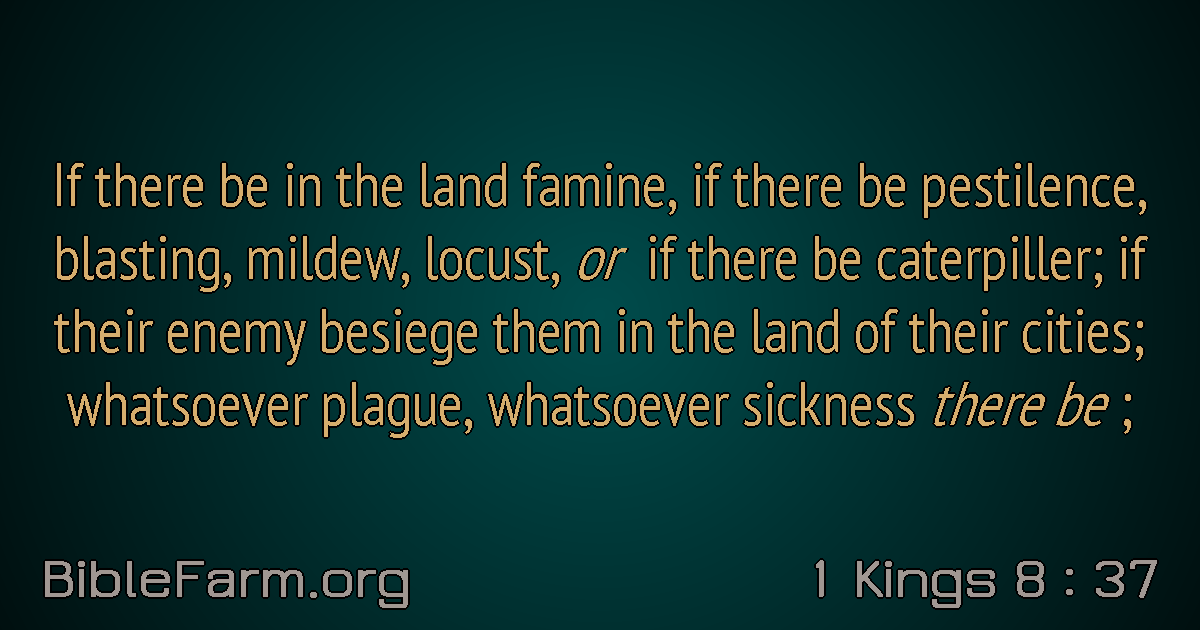 If there be in the land famine, if there be pestilence,
blasting, mildew, locust, or if there be caterpiller; if
their enemy besiege them in the land of their cities;
whatsoever plague, whatsoever sickness there be ;
BibleFarm.org
1 Kings 8 : 37